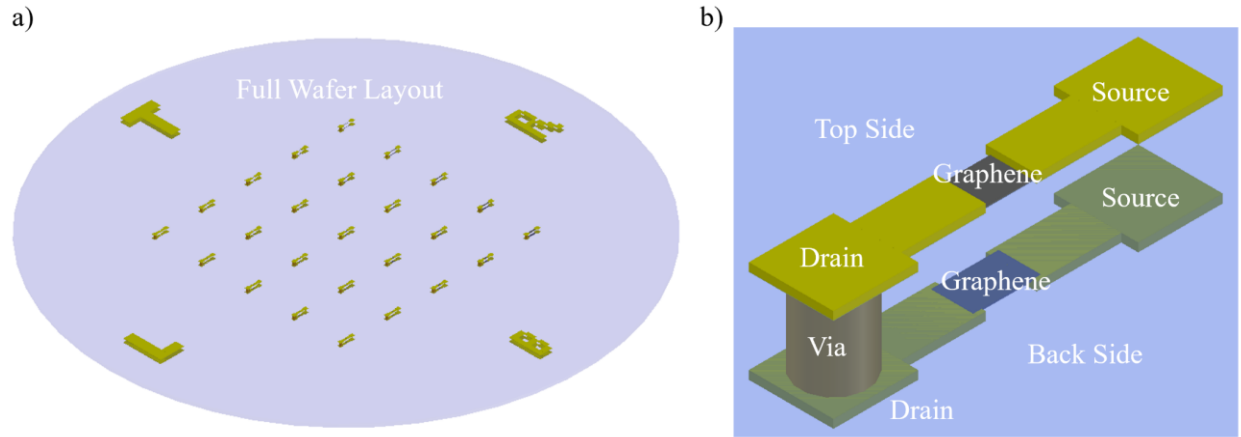 a)
Full Wafer Layout
T
R
L
B
b)
Source
Top Side
Graphene
Source
Drain
Graphene
Via
Back Side
Drain